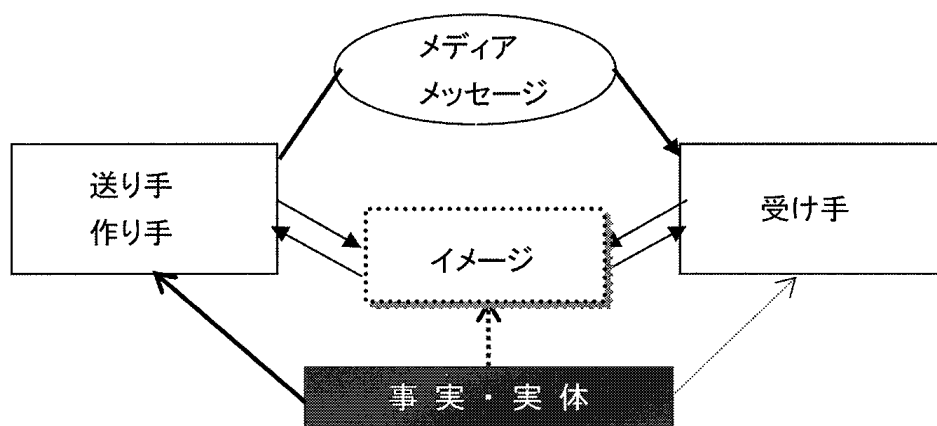 メディア
メッセージ
送り手
作り手
イメージ
受け手
事実・実体